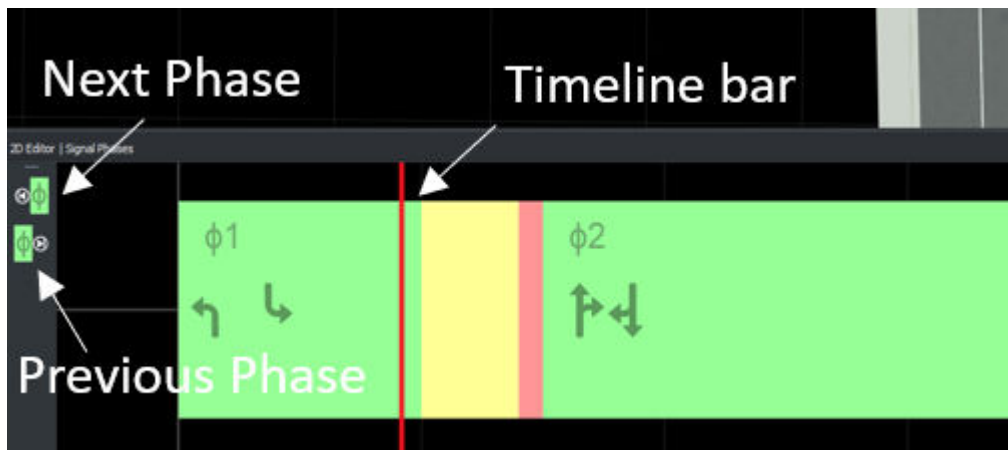 Next Phase
Timeline bar
2D Editor | Signal Phases
ϕ
ϕ
ϕ1
ϕ2
Previous Phase